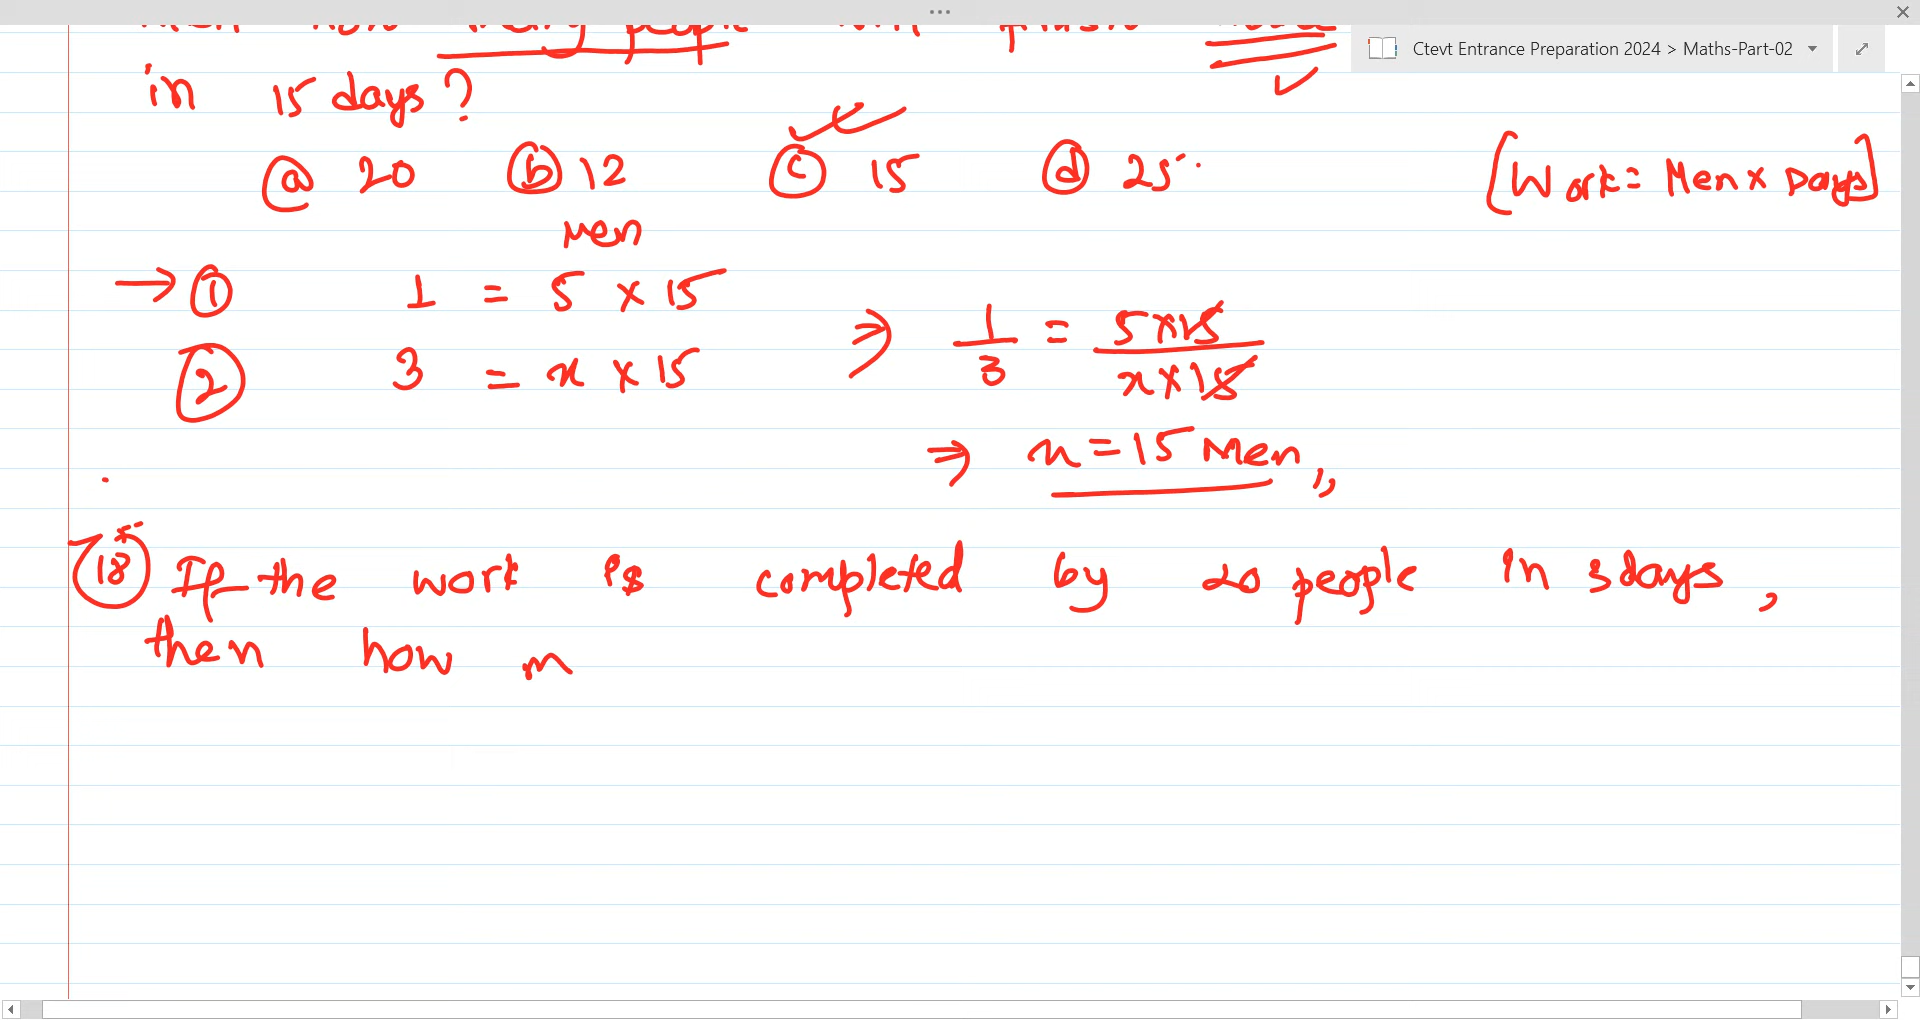 Ctevt Entrance Preparation 2024 > Maths-Part-02
in 15 days ?
ⓐ 20 ⓑ 12 ⓒ 15 ⓓ 25
[Work = Men x Days]
Men
→ ① 1 = 5 × 15
② 3 = x × 15
⇒ 1/3 = 5×15/x×15
⇒ x = 15 Men,,
⑱ If the work is completed by 20 people in 3 days,
then how m